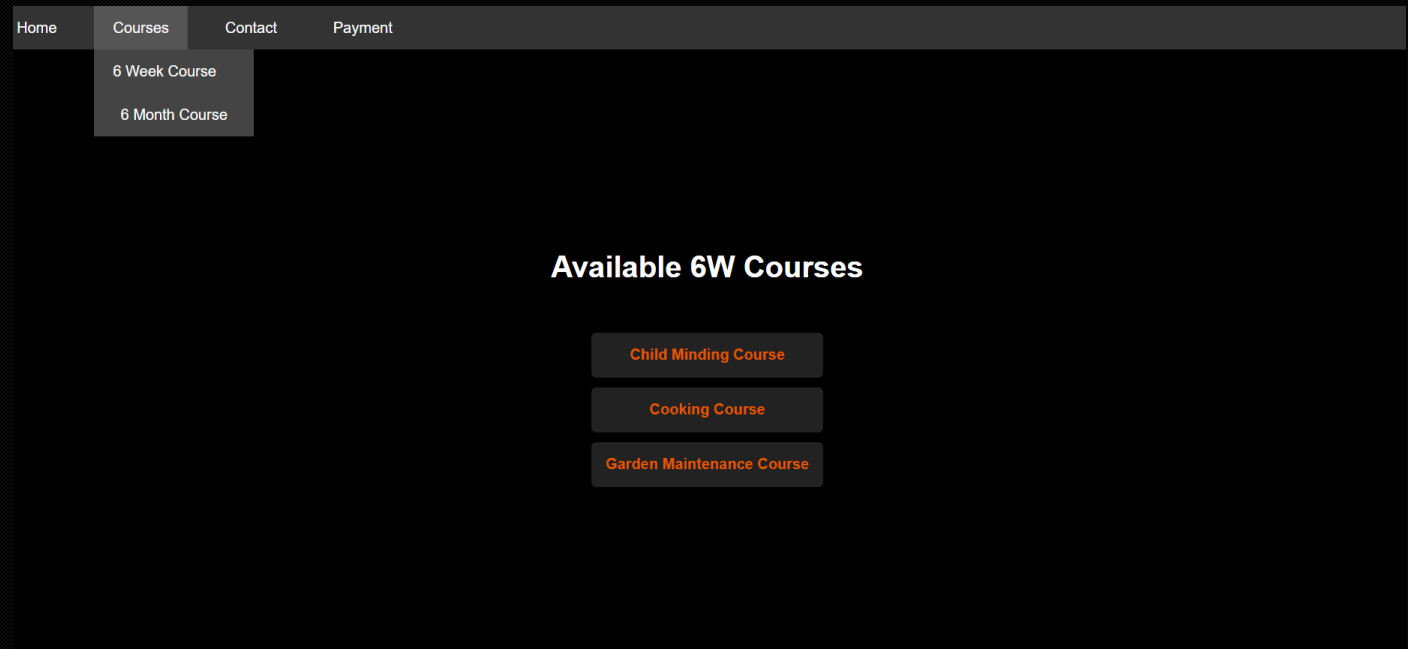 Home Courses Contact Payment
6 Week Course
6 Month Course
Available 6W Courses
Child Minding Course
Cooking Course
Garden Maintenance Course